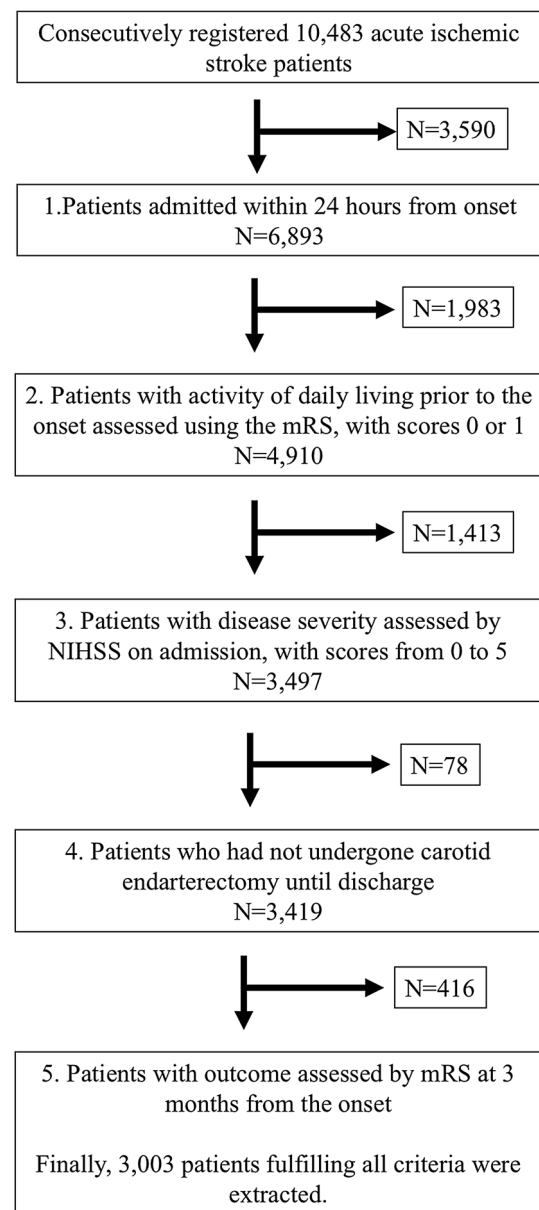 Consecutively registered 10,483 acute ischemic
stroke patients
N=3,590
1.Patients admitted within 24 hours from onset
N=6,893
N=1,983
2. Patients with activity of daily living prior to the
onset assessed using the mRS, with scores 0 or 1
N=4,910
N=1,413
3. Patients with disease severity assessed by
NIHSS on admission, with scores from 0 to 5
N=3,497
N=78
4. Patients who had not undergone carotid
endarterectomy until discharge
N=3,419
N=416
5. Patients with outcome assessed by mRS at 3
months from the onset
Finally, 3,003 patients fulfilling all criteria were
extracted.